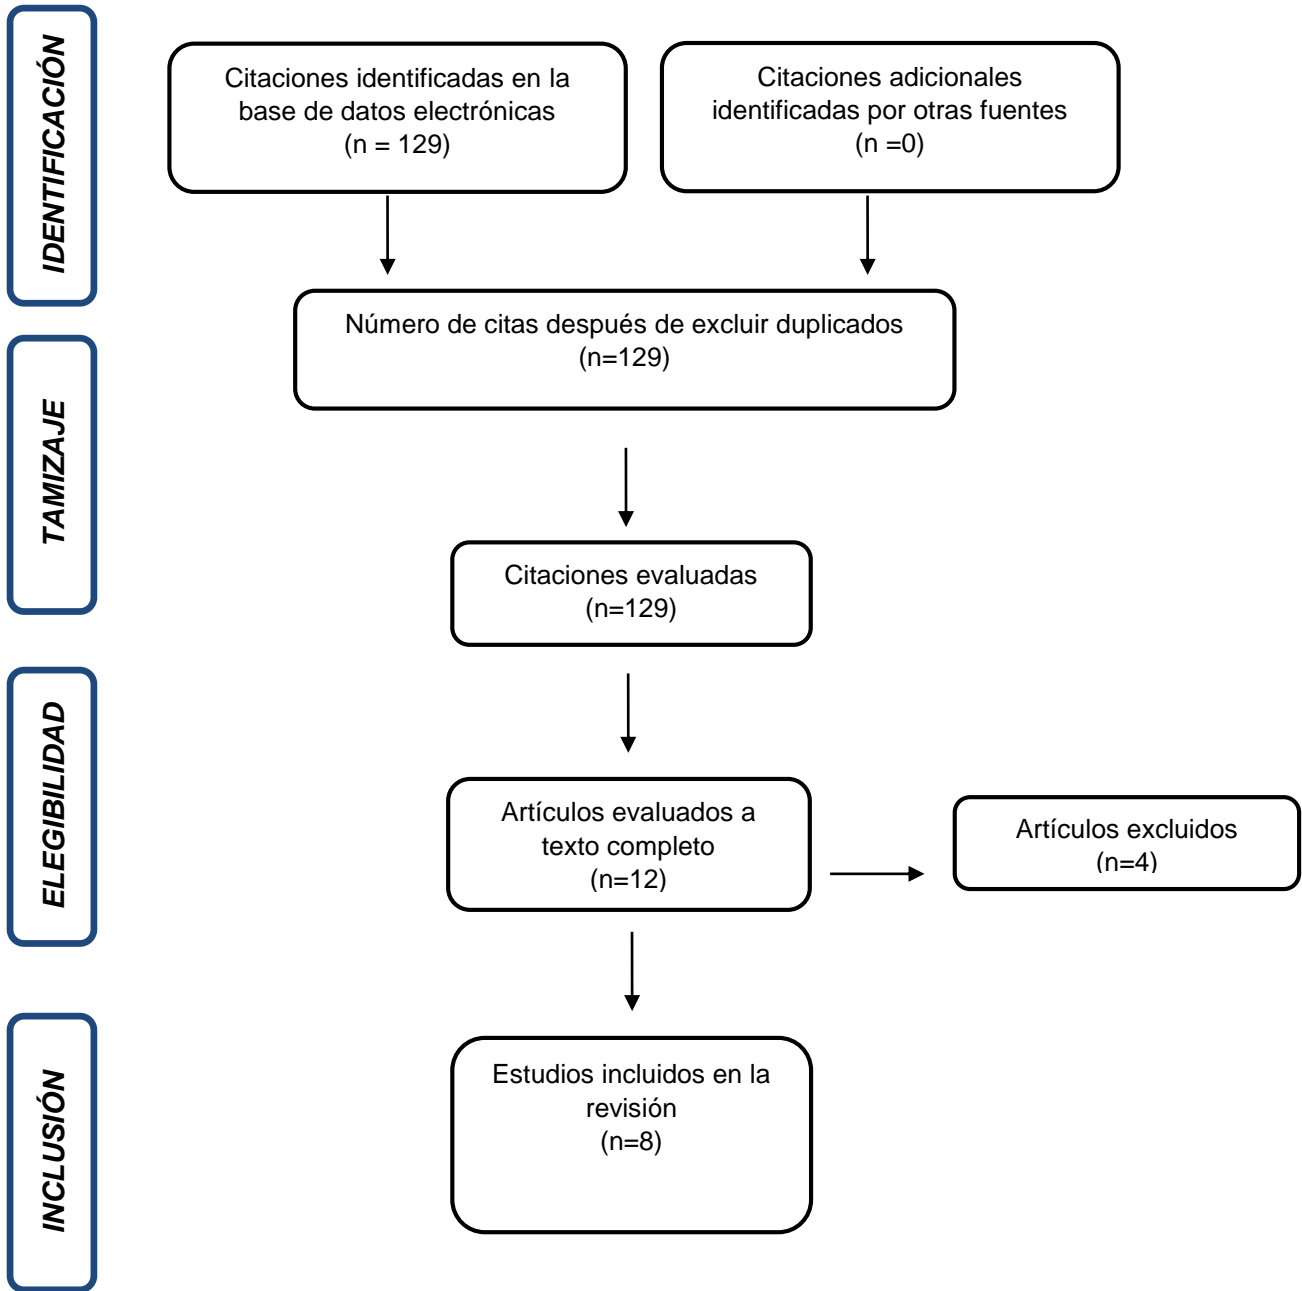 IDENTIFICACIÓN
Citaciones identificadas en la
base de datos electrónicas
(n = 129)
Citaciones adicionales
identificadas por otras fuentes
(n =0)
Número de citas después de excluir duplicados
(n=129)
TAMIZAJE
Citaciones evaluadas
(n=129)
ELEGIBILIDAD
Artículos evaluados a
texto completo
(n=12)
Artículos excluidos
(n=4)
INCLUSIÓN
Estudios incluidos en la
revisión
(n=8)